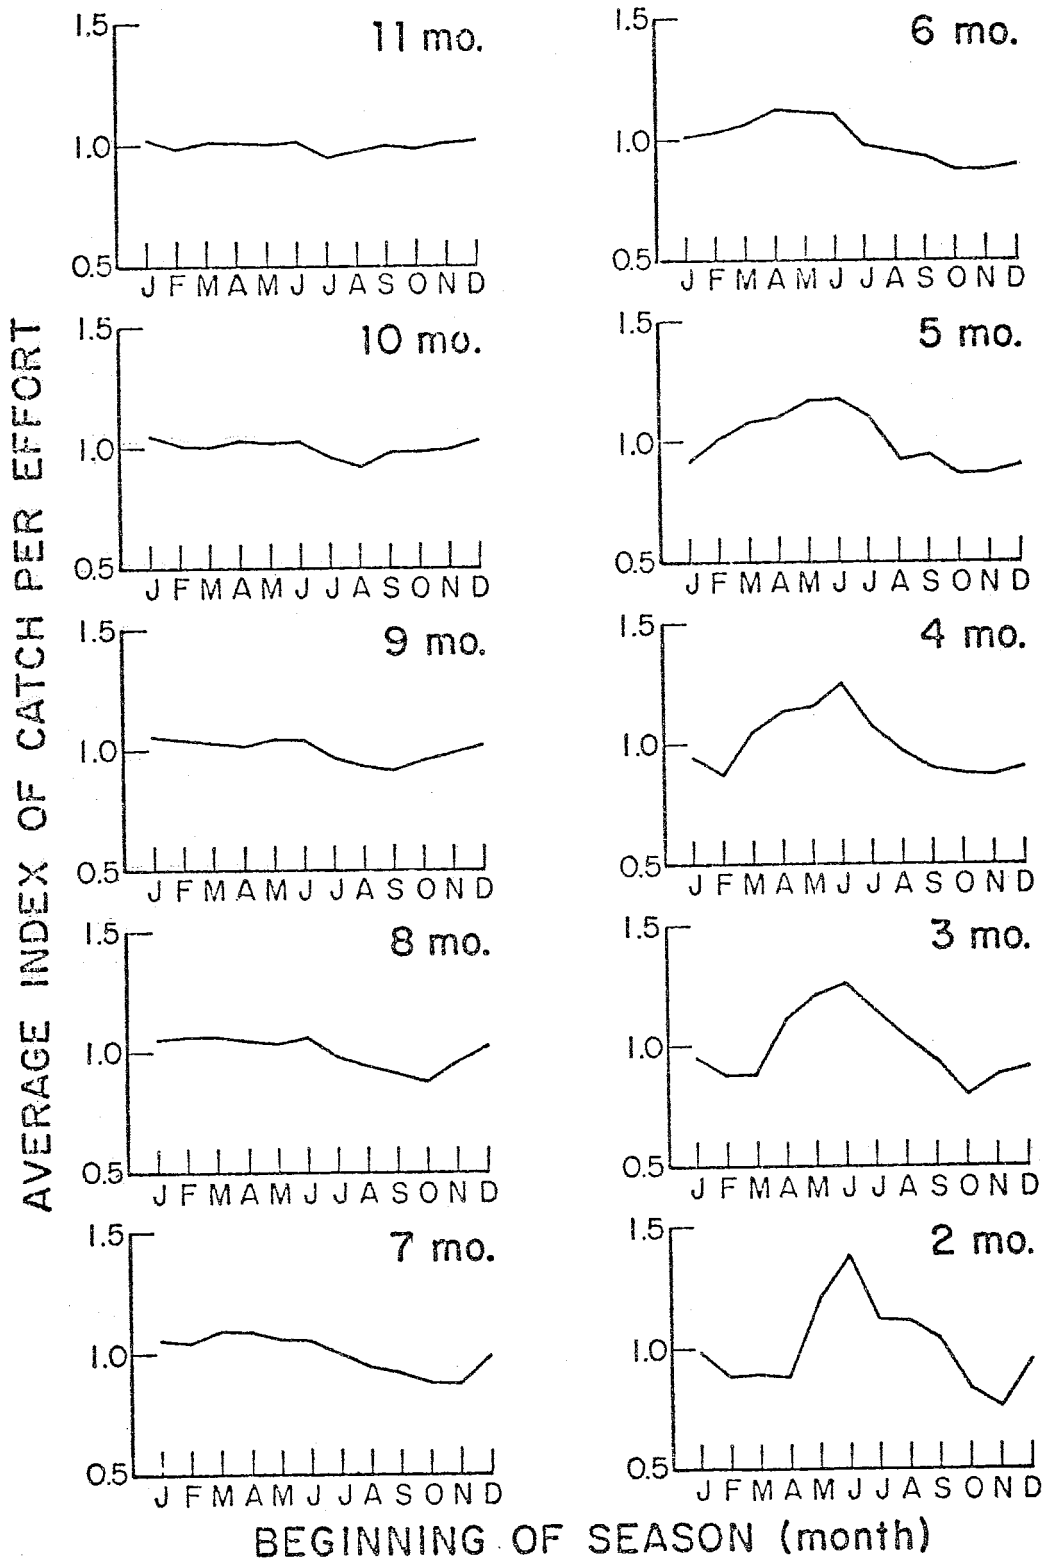 AVERAGE INDEX OF CATCH PER EFFORT
11 mo.
1.5
1.0
0.5
J F M A M J J A S O N D
10 mo.
1.5
1.0
0.5
J F M A M J J A S O N D
9 mo.
1.5
1.0
0.5
J F M A M J J A S O N D
8 mo.
1.5
1.0
0.5
J F M A M J J A S O N D
7 mo.
1.5
1.0
0.5
J F M A M J J A S O N D
6 mo.
1.5
1.0
0.5
J F M A M J J A S O N D
5 mo.
1.5
1.0
0.5
J F M A M J J A S O N D
4 mo.
1.5
1.0
0.5
J F M A M J J A S O N D
3 mo.
1.5
1.0
0.5
J F M A M J J A S O N D
2 mo.
1.5
1.0
0.5
J F M A M J J A S O N D
BEGINNING OF SEASON (month)